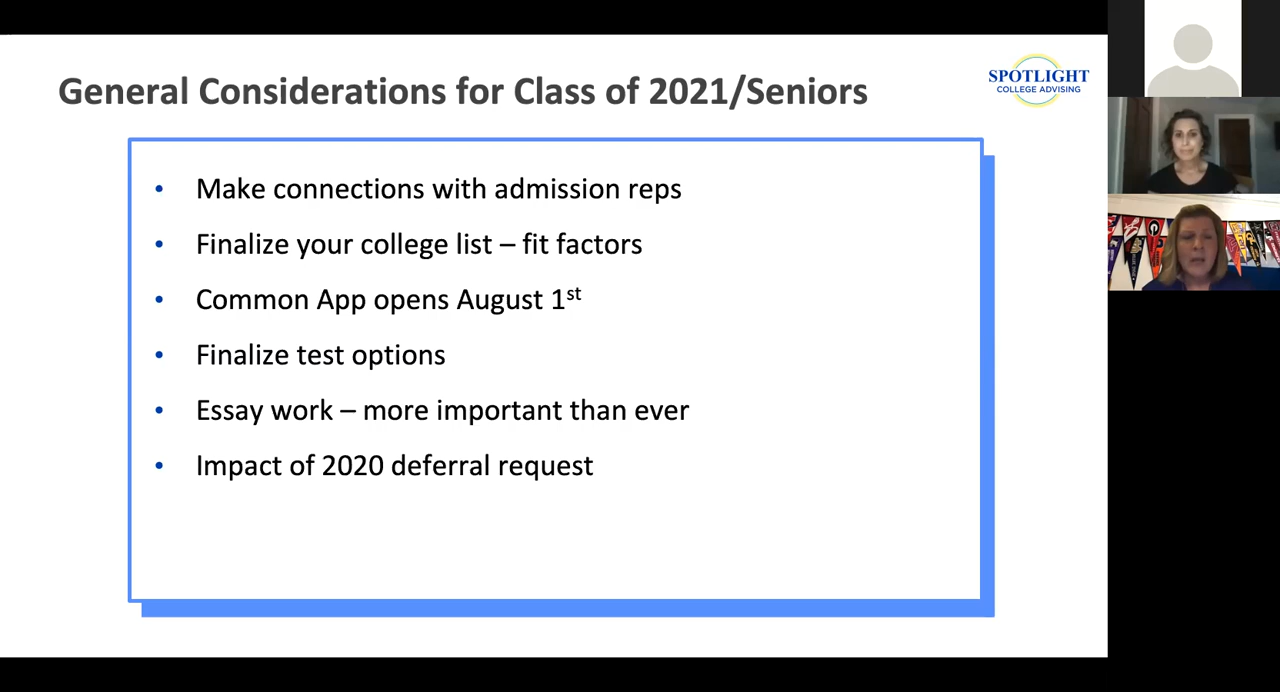 General Considerations for Class of 2021/Seniors
SPOTLIGHT
COLLEGE ADVISING
• Make connections with admission reps
• Finalize your college list – fit factors
• Common App opens August 1st
• Finalize test options
• Essay work – more important than ever
• Impact of 2020 deferral request